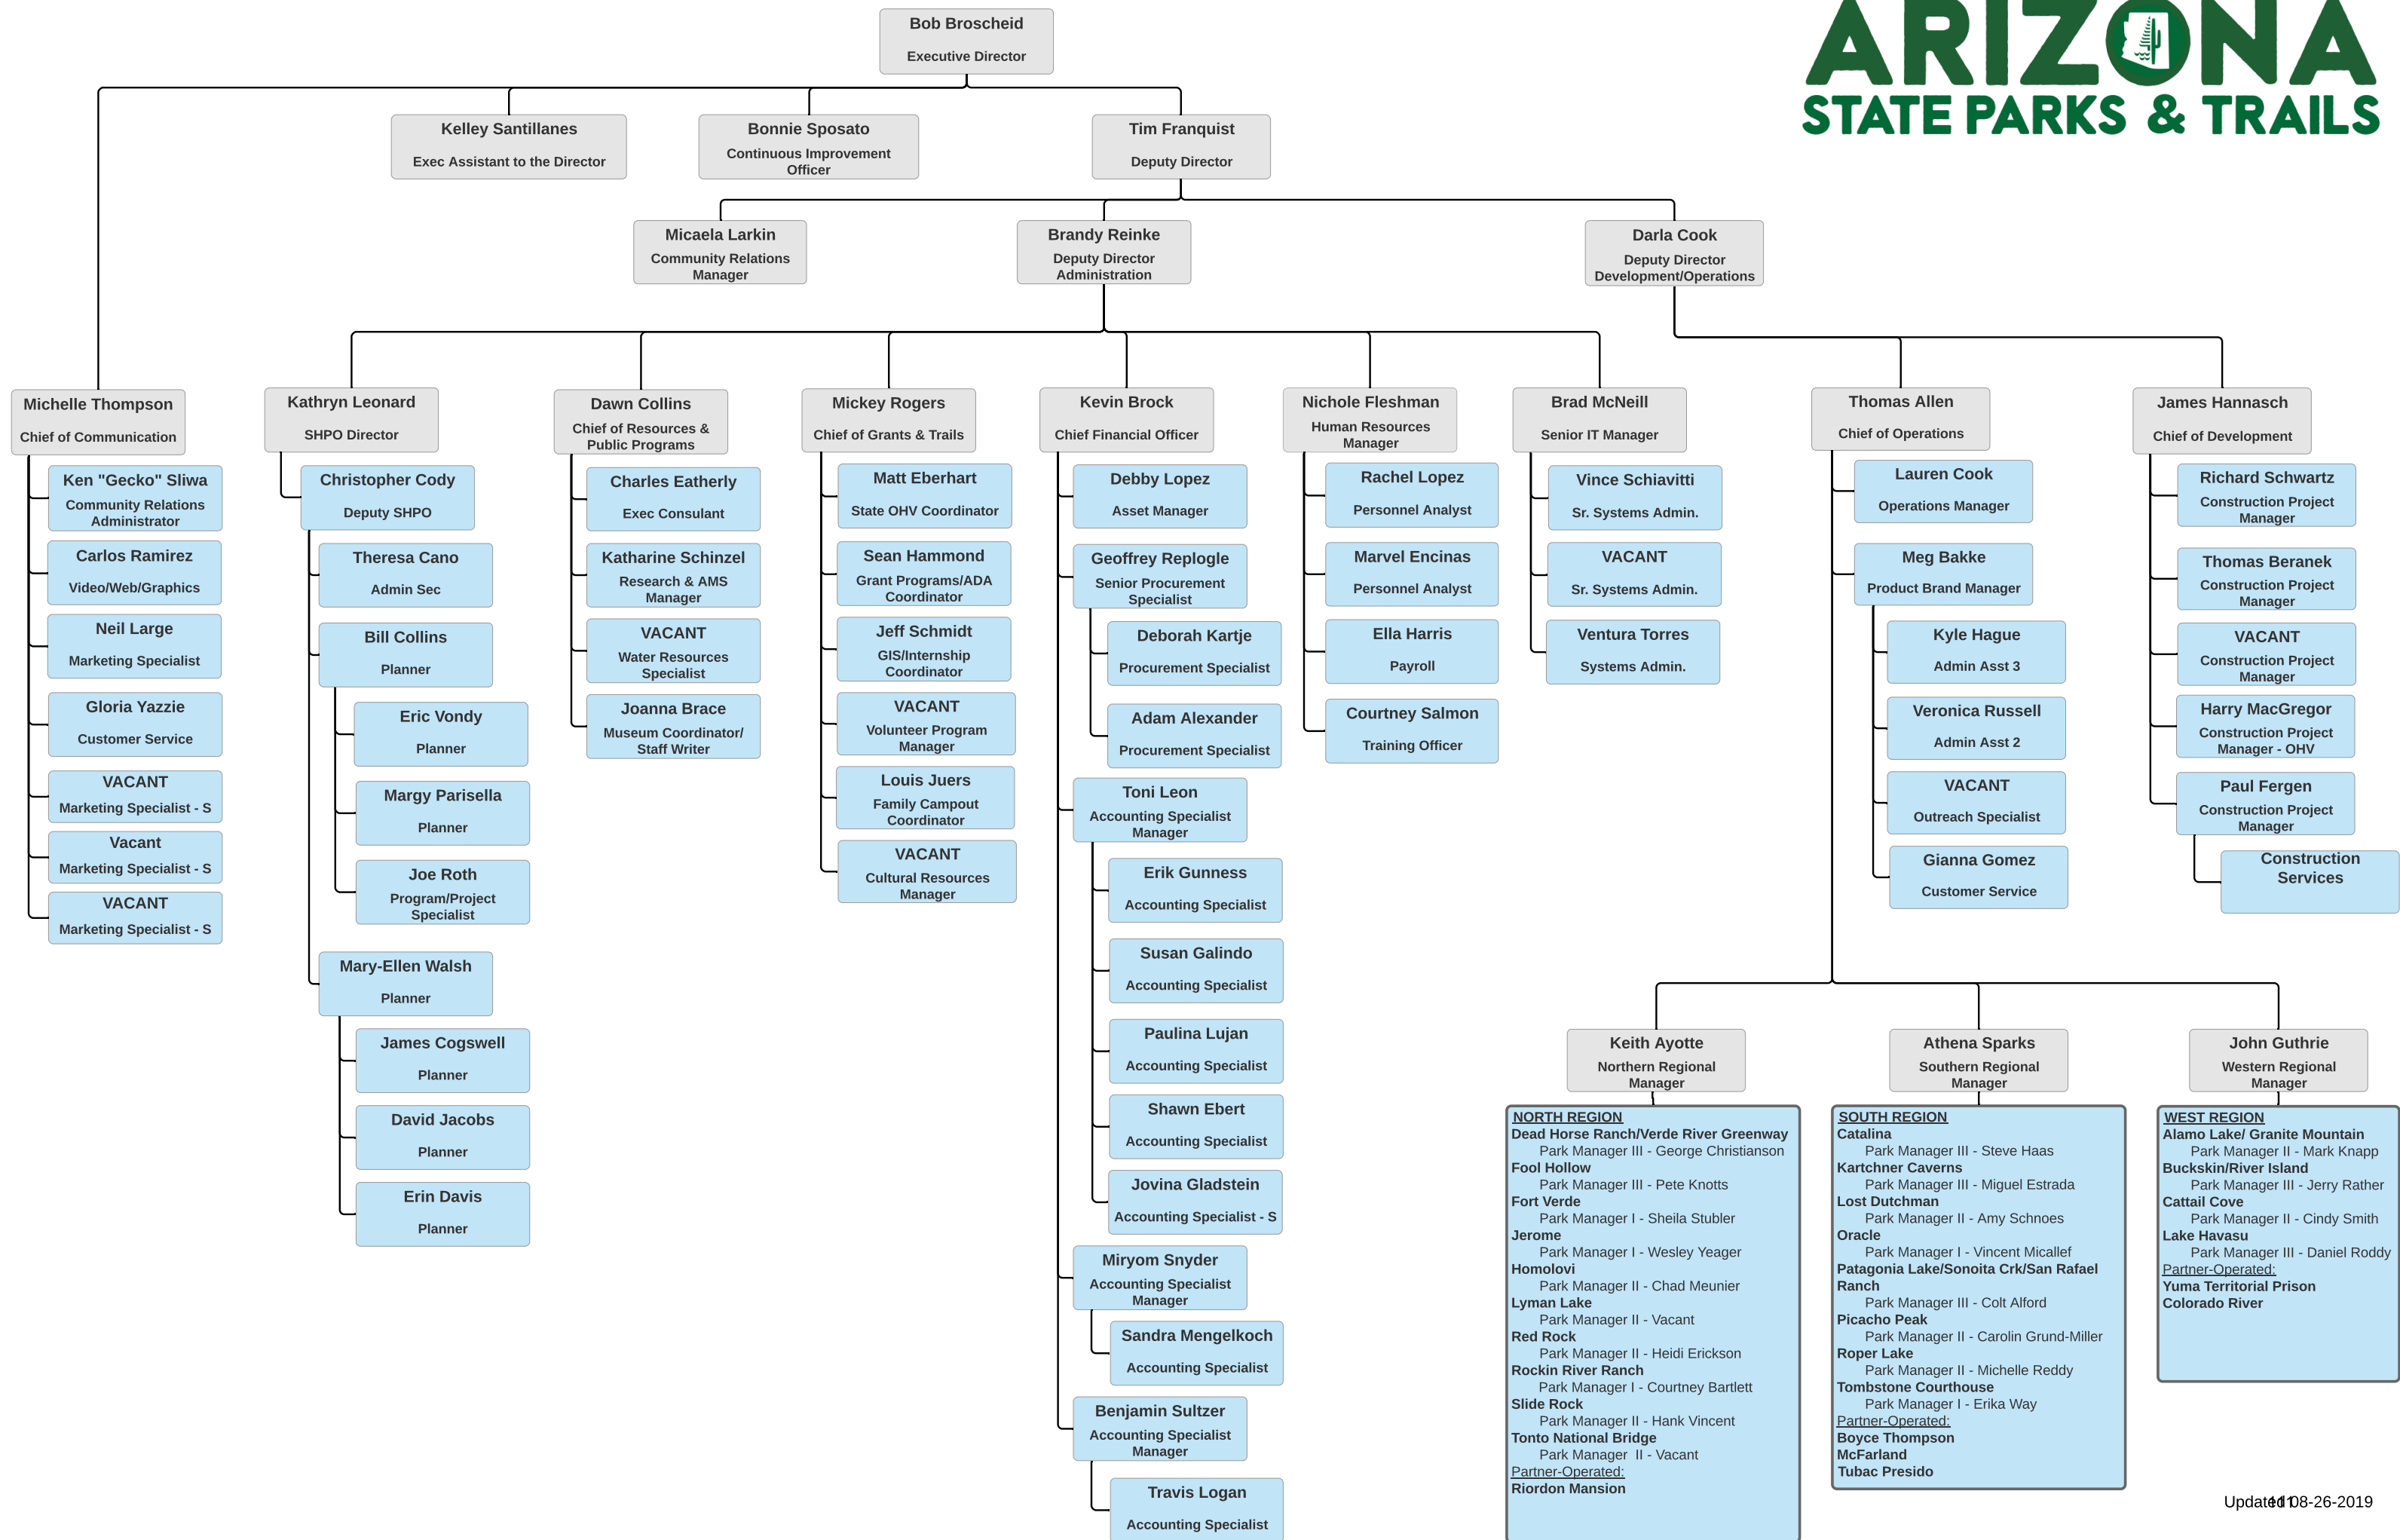 ARIZONA
STATE PARKS & TRAILS
Bob Broscheid
Executive Director
Kelley Santillanes
Exec Assistant to the Director
Bonnie Sposato
Continuous Improvement
Officer
Tim Franquist
Deputy Director
Micaela Larkin
Community Relations
Manager
Brandy Reinke
Deputy Director
Administration
Darla Cook
Deputy Director
Development/Operations
Michelle Thompson
Chief of Communication
Ken "Gecko" Sliwa
Community Relations
Administrator
Carlos Ramirez
Video/Web/Graphics
Neil Large
Marketing Specialist
Gloria Yazzie
Customer Service
VACANT
Marketing Specialist - S
Vacant
Marketing Specialist - S
VACANT
Marketing Specialist - S
Kathryn Leonard
SHPO Director
Christopher Cody
Deputy SHPO
Theresa Cano
Admin Sec
Bill Collins
Planner
Eric Vondy
Planner
Margy Parisella
Planner
Joe Roth
Program/Project
Specialist
Mary-Ellen Walsh
Planner
James Cogswell
Planner
David Jacobs
Planner
Erin Davis
Planner
Dawn Collins
Chief of Resources &
Public Programs
Charles Eatherly
Exec Consulant
Katharine Schinzel
Research & AMS
Manager
VACANT
Water Resources
Specialist
Joanna Brace
Museum Coordinator/
Staff Writer
Mickey Rogers
Chief of Grants & Trails
Matt Eberhart
State OHV Coordinator
Sean Hammond
Grant Programs/ADA
Coordinator
Jeff Schmidt
GIS/Internship
Coordinator
VACANT
Volunteer Program
Manager
Louis Juers
Family Campout
Coordinator
VACANT
Cultural Resources
Manager
Kevin Brock
Chief Financial Officer
Debby Lopez
Asset Manager
Geoffrey Replogle
Senior Procurement
Specialist
Deborah Kartje
Procurement Specialist
Adam Alexander
Procurement Specialist
Toni Leon
Accounting Specialist
Manager
Erik Gunness
Accounting Specialist
Susan Galindo
Accounting Specialist
Paulina Lujan
Accounting Specialist
Shawn Ebert
Accounting Specialist
Jovina Gladstein
Accounting Specialist - S
Miryom Snyder
Accounting Specialist
Manager
Sandra Mengelkoch
Accounting Specialist
Benjamin Sultzer
Accounting Specialist
Manager
Travis Logan
Accounting Specialist
Nichole Fleshman
Human Resources
Manager
Rachel Lopez
Personnel Analyst
Marvel Encinas
Personnel Analyst
Ella Harris
Payroll
Courtney Salmon
Training Officer
Brad McNeill
Senior IT Manager
Vince Schiavitti
Sr. Systems Admin.
VACANT
Sr. Systems Admin.
Ventura Torres
Systems Admin.
Thomas Allen
Chief of Operations
Lauren Cook
Operations Manager
Meg Bakke
Product Brand Manager
Kyle Hague
Admin Asst 3
Veronica Russell
Admin Asst 2
VACANT
Outreach Specialist
Gianna Gomez
Customer Service
James Hannasch
Chief of Development
Richard Schwartz
Construction Project
Manager
Thomas Beranek
Construction Project
Manager
VACANT
Construction Project
Manager
Harry MacGregor
Construction Project
Manager - OHV
Paul Fergen
Construction Project
Manager
Construction
Services
Keith Ayotte
Northern Regional
Manager
NORTH REGION
Dead Horse Ranch/Verde River Greenway
Park Manager III - George Christianson
Fool Hollow
Park Manager III - Pete Knotts
Fort Verde
Park Manager I - Sheila Stubler
Jerome
Park Manager I - Wesley Yeager
Homolovi
Park Manager II - Chad Meunier
Lyman Lake
Park Manager II - Vacant
Red Rock
Park Manager II - Heidi Erickson
Rockin River Ranch
Park Manager I - Courtney Bartlett
Slide Rock
Park Manager II - Hank Vincent
Tonto National Bridge
Park Manager II - Vacant
Partner-Operated:
Riordon Mansion
Athena Sparks
Southern Regional
Manager
SOUTH REGION
Catalina
Park Manager III - Steve Haas
Kartchner Caverns
Park Manager III - Miguel Estrada
Lost Dutchman
Park Manager II - Amy Schnoes
Oracle
Park Manager I - Vincent Micallef
Patagonia Lake/Sonoita Crk/San Rafael
Ranch
Park Manager III - Colt Alford
Picacho Peak
Park Manager II - Carolin Grund-Miller
Roper Lake
Park Manager II - Michelle Reddy
Tombstone Courthouse
Park Manager I - Erika Way
Partner-Operated:
Boyce Thompson
McFarland
Tubac Presido
John Guthrie
Western Regional
Manager
WEST REGION
Alamo Lake/ Granite Mountain
Park Manager II - Mark Knapp
Buckskin/River Island
Park Manager III - Jerry Rather
Cattail Cove
Park Manager II - Cindy Smith
Lake Havasu
Park Manager III - Daniel Roddy
Partner-Operated:
Yuma Territorial Prison
Colorado River
Updated 08-26-2019